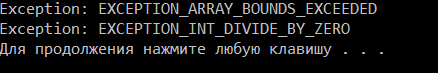 Exception: EXCEPTION_ARRAY_BOUNDS_EXCEEDED
Exception: EXCEPTION_INT_DIVIDE_BY_ZERO
Для продолжения нажмите любую клавишу . . .